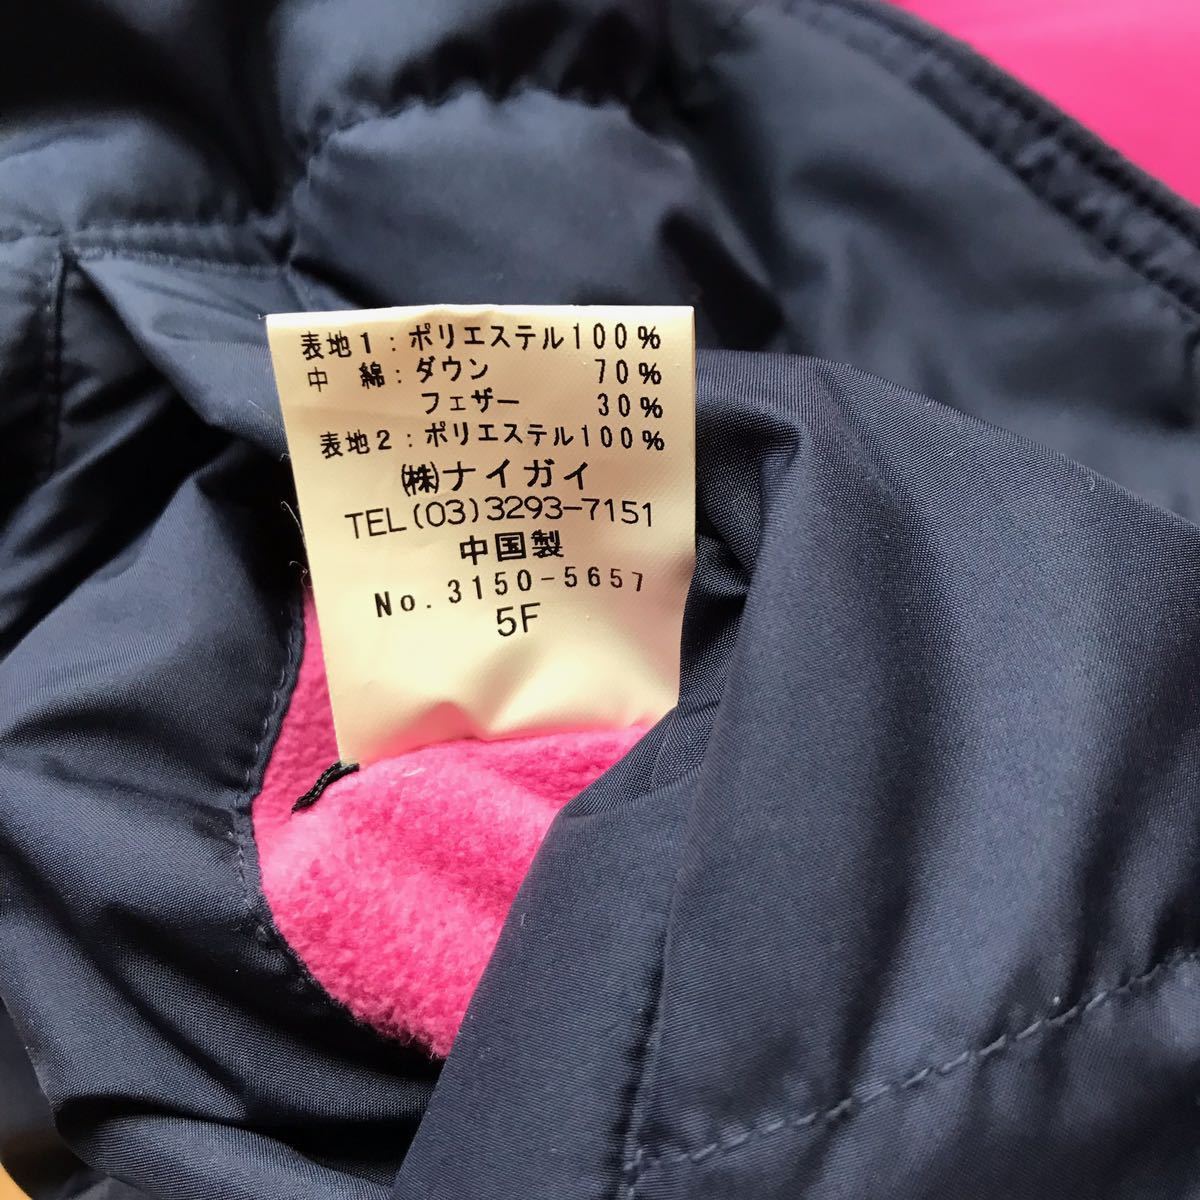 表地1：ポリエステル100%
中 綿：ダウン 70%
フェザー 30%
表地2：ポリエステル100%
㈱ナイガイ
TEL(03)3293-7151
中国製
No.3150-5657
5F